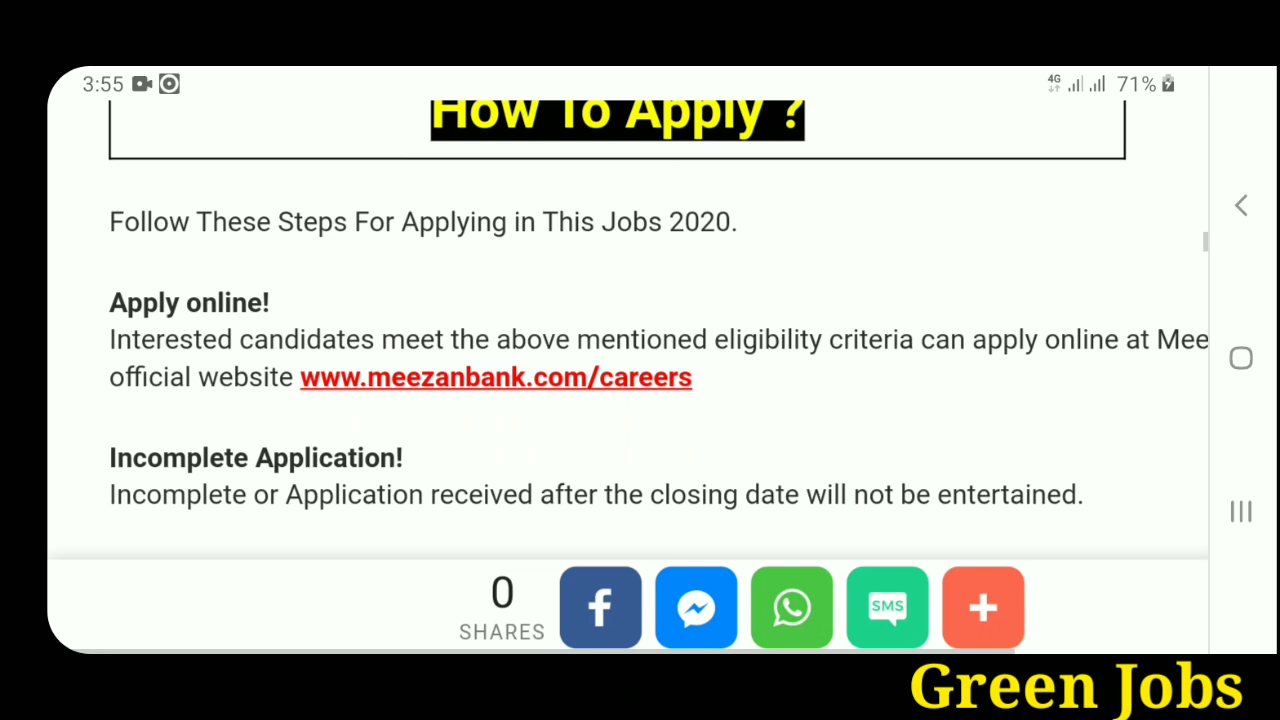 3:55
4G
71%
How To Apply ?
Follow These Steps For Applying in This Jobs 2020.
Apply online!
Interested candidates meet the above mentioned eligibility criteria can apply online at Mee
official website www.meezanbank.com/careers
Incomplete Application!
Incomplete or Application received after the closing date will not be entertained.
0
SHARES
SMS
Green Jobs